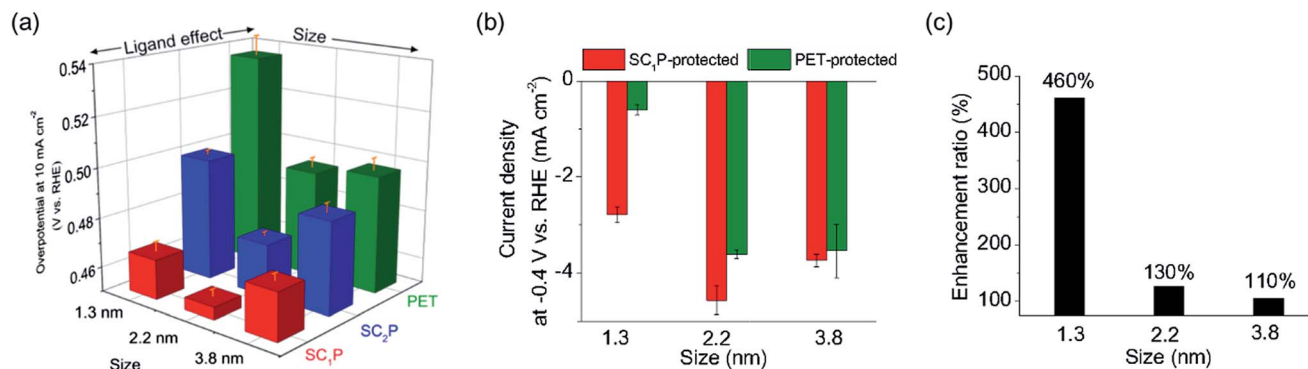 (a)
Ligand effect
Size
Overpotential at 10 mA cm⁻²
(V vs. RHE)
0.54
0.52
0.50
0.48
0.46
1.3 nm
2.2 nm
3.8 nm
Size
SC₁P
SC₂P
PET
(b)
SC₁P-protected
PET-protected
Current density
at -0.4 V vs. RHE (mA cm⁻²)
0
-2
-4
1.3
2.2
3.8
Size (nm)
(c)
Enhancement ratio (%)
500
400
300
200
100
460%
130%
110%
1.3
2.2
3.8
Size (nm)